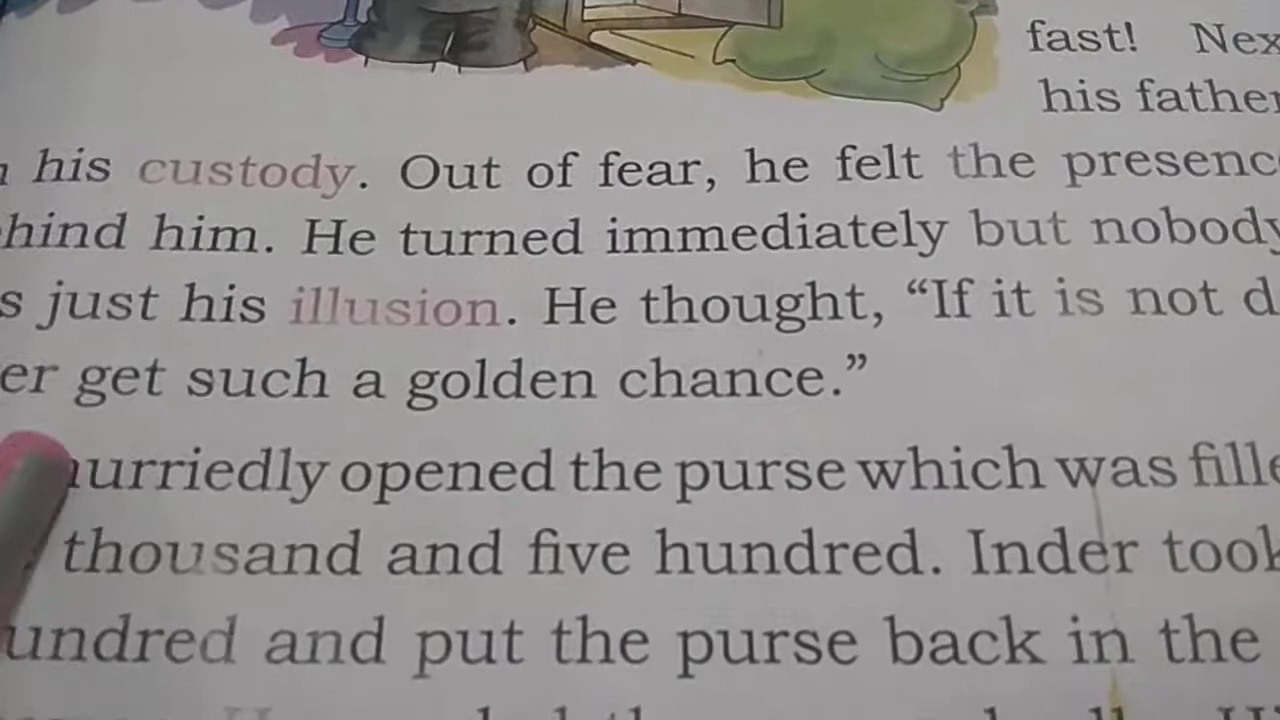 fast! Nex
his father
his custody. Out of fear, he felt the presenc
hind him. He turned immediately but nobody
s just his illusion. He thought, “If it is not d
er get such a golden chance.”
urriedly opened the purse which was fille
thousand and five hundred. Inder took
undred and put the purse back in the